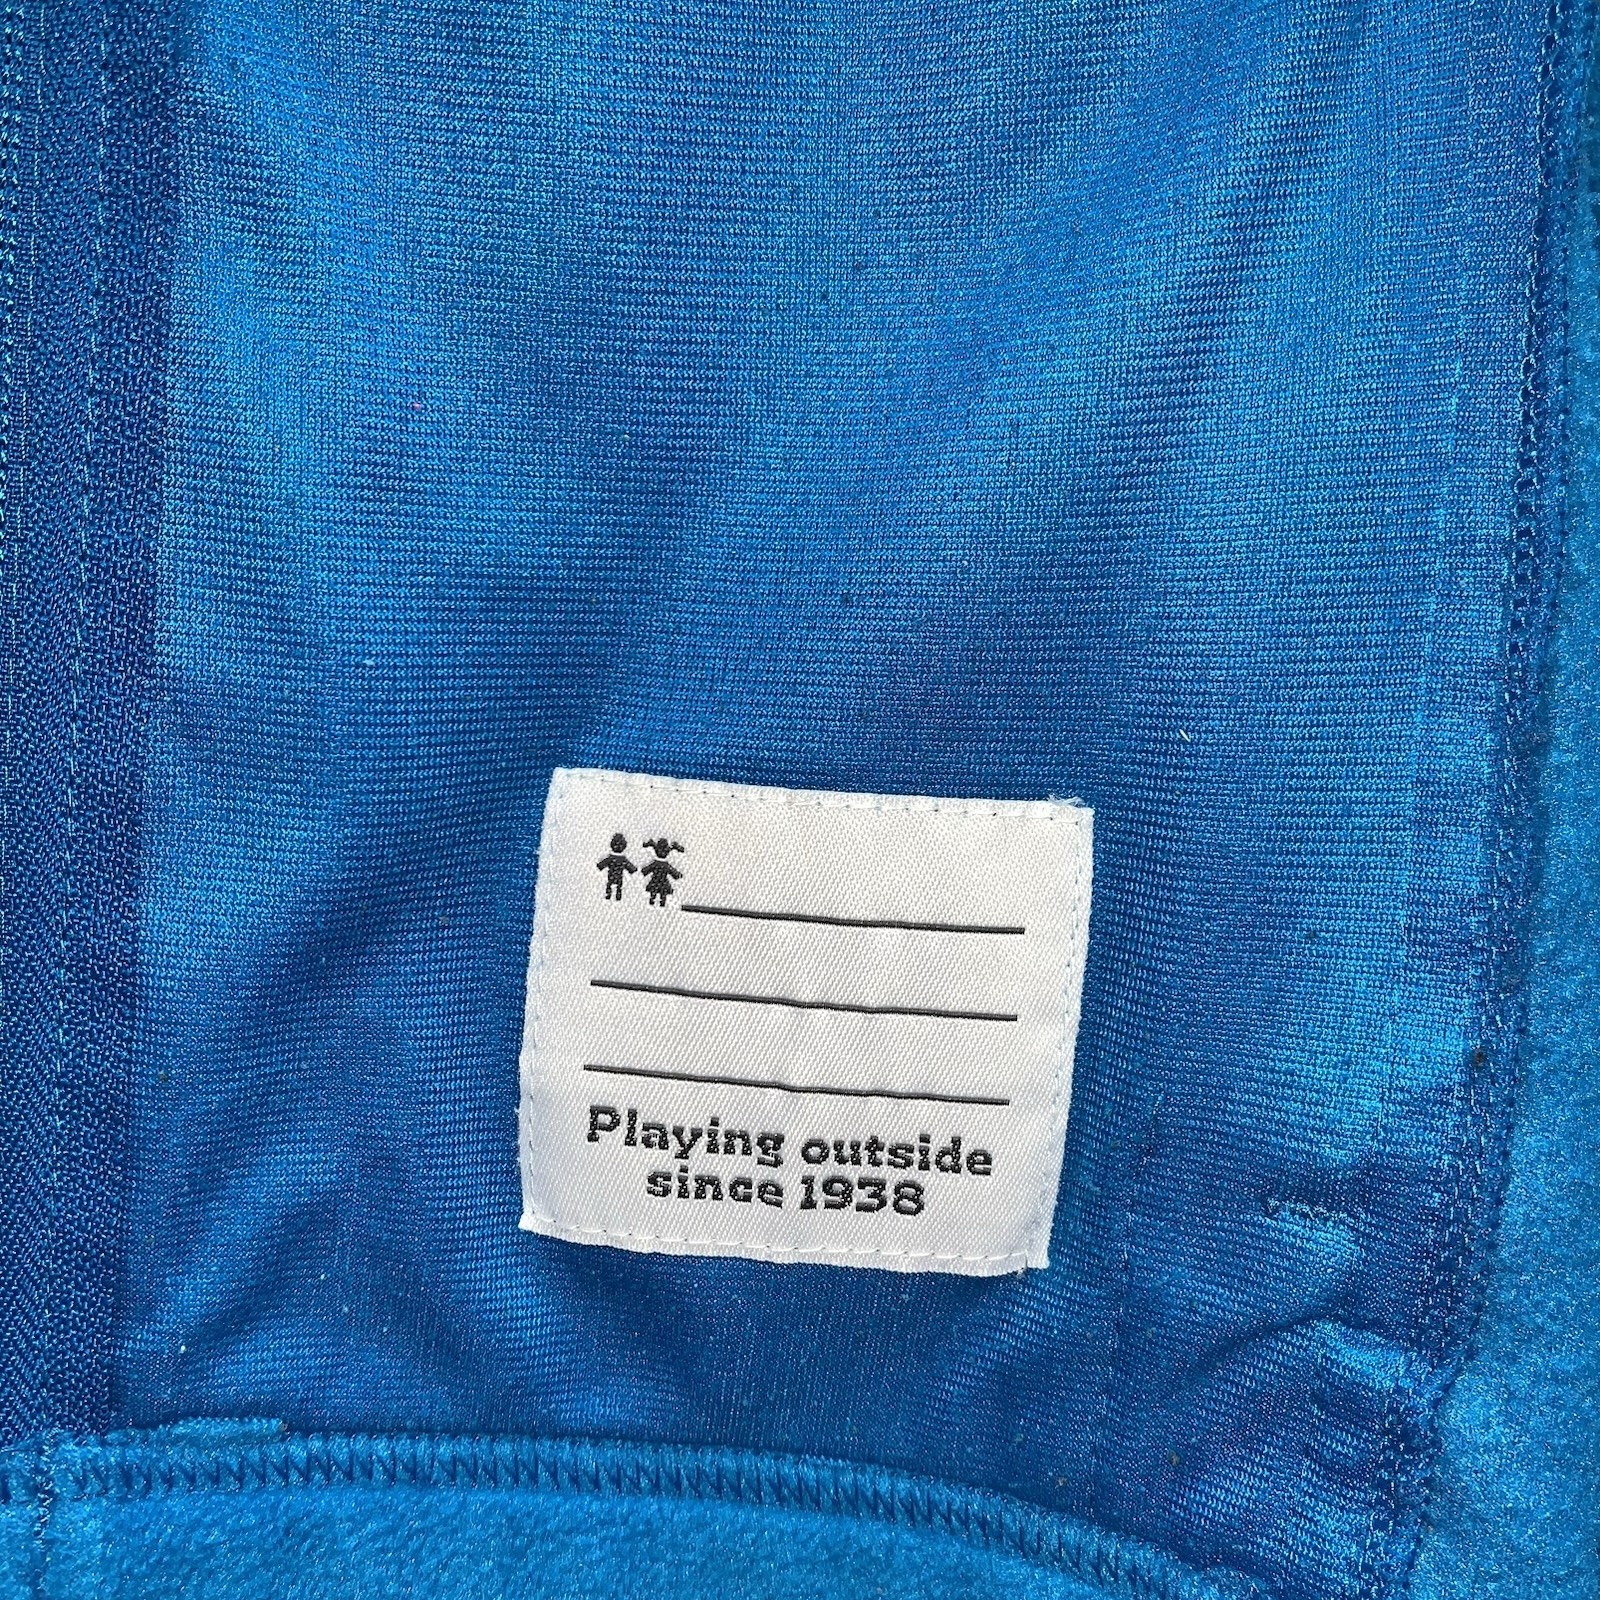 Playing outside
since 1938